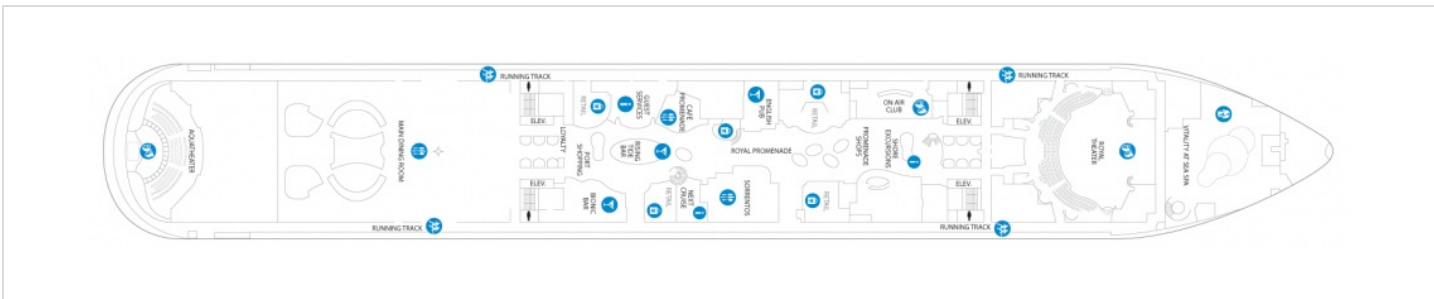 RUNNING TRACK
RUNNING TRACK
AQUATHEATER
MAIN DINING ROOM
ELEV.
LOYALTY
PORT
SHOPPING
RETAIL
GUEST
SERVICES
CAFE
PROMENADE
RISING
TIDE
BAR
ENGLISH
PUB
RETAIL
ROYAL PROMENADE
ON AIR
CLUB
PROMENADE
SHOPS
SHORE
EXCURSIONS
ELEV.
ROYAL
THEATER
VITALITY AT SEA SPA
ELEV.
BIONIC
BAR
RETAIL
NEXT
CRUISE
SORRENTOS
RETAIL
ELEV.
RUNNING TRACK
RUNNING TRACK